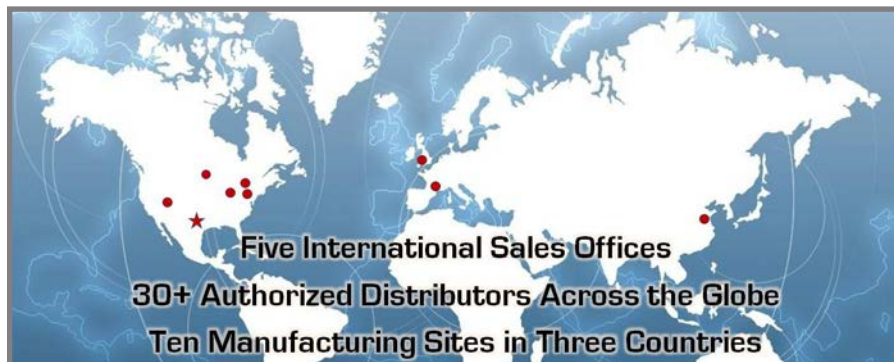 Five International Sales Offices
30+ Authorized Distributors Across the Globe
Ten Manufacturing Sites in Three Countries